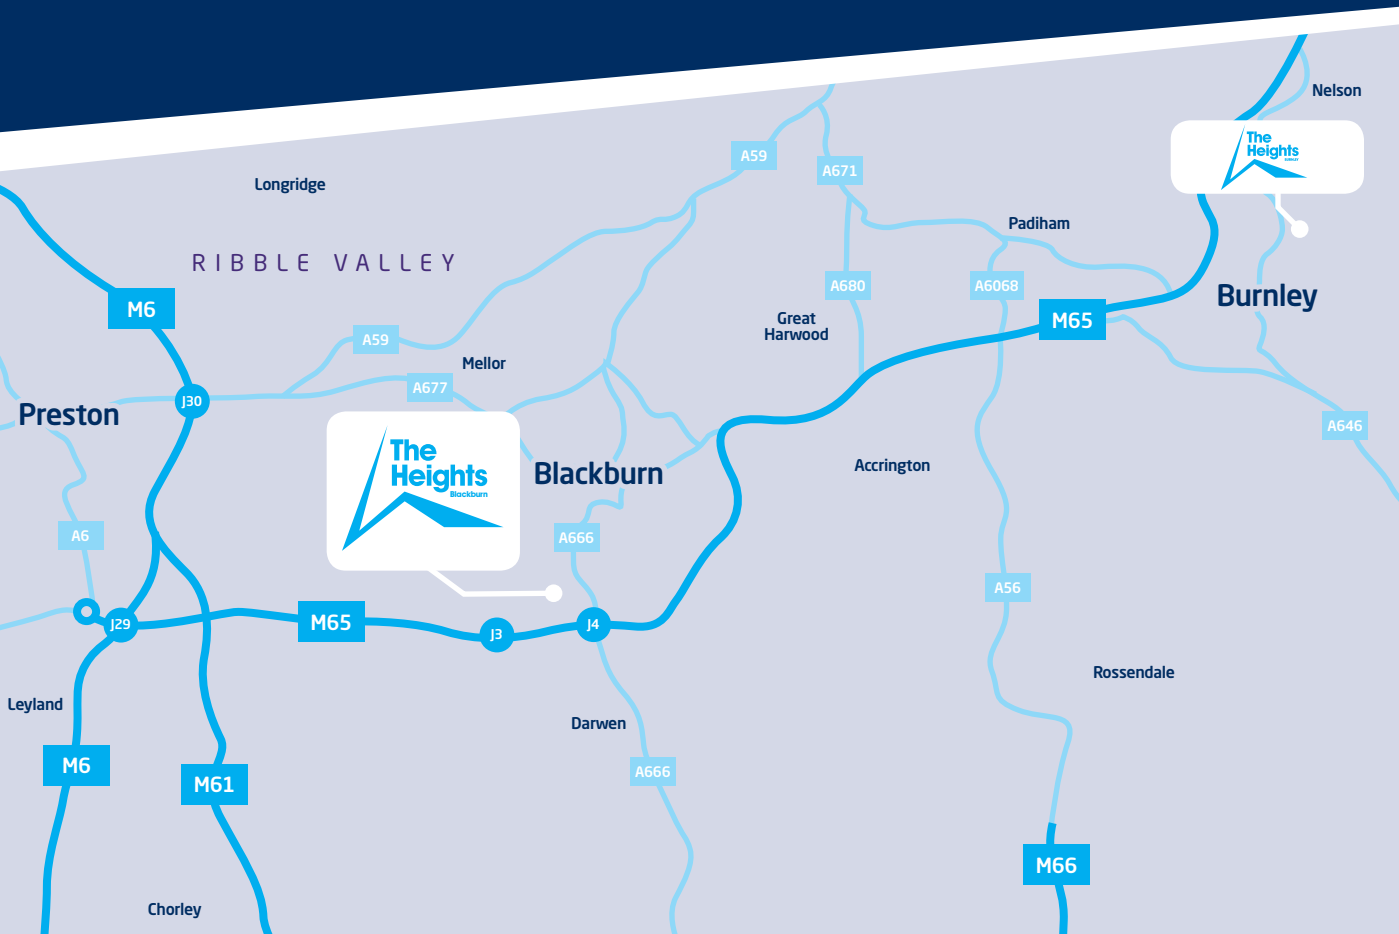 Nelson
The
Heights
BURNLEY
A59
A671
Longridge
Padiham
RIBBLE VALLEY
A680
A6068
Burnley
M6
M65
Great
Harwood
A59
Mellor
A677
J30
Preston
A646
The
Heights
Blackburn
Blackburn
Accrington
A6
A666
A56
J29
M65
J3
J4
Rossendale
Leyland
Darwen
M6
M61
A666
M66
Chorley